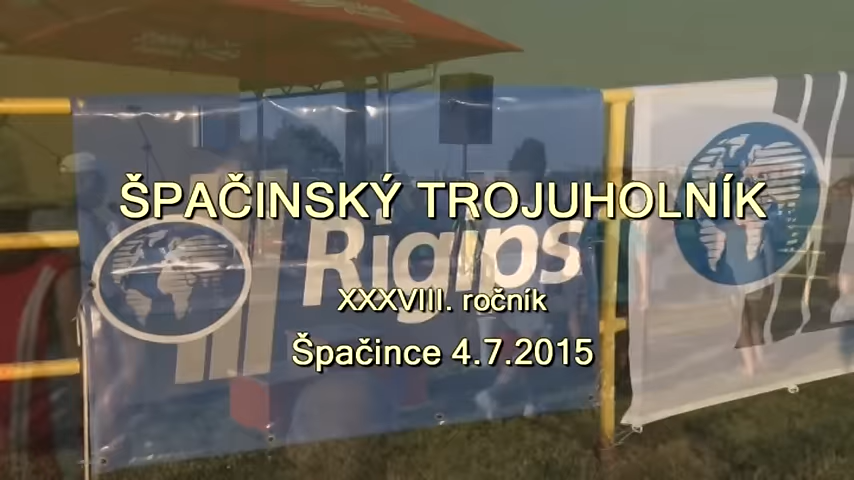 ŠPAČINSKÝ TROJUHOLNÍK
Rigips
XXXVIII. ročník
Špačince 4.7.2015